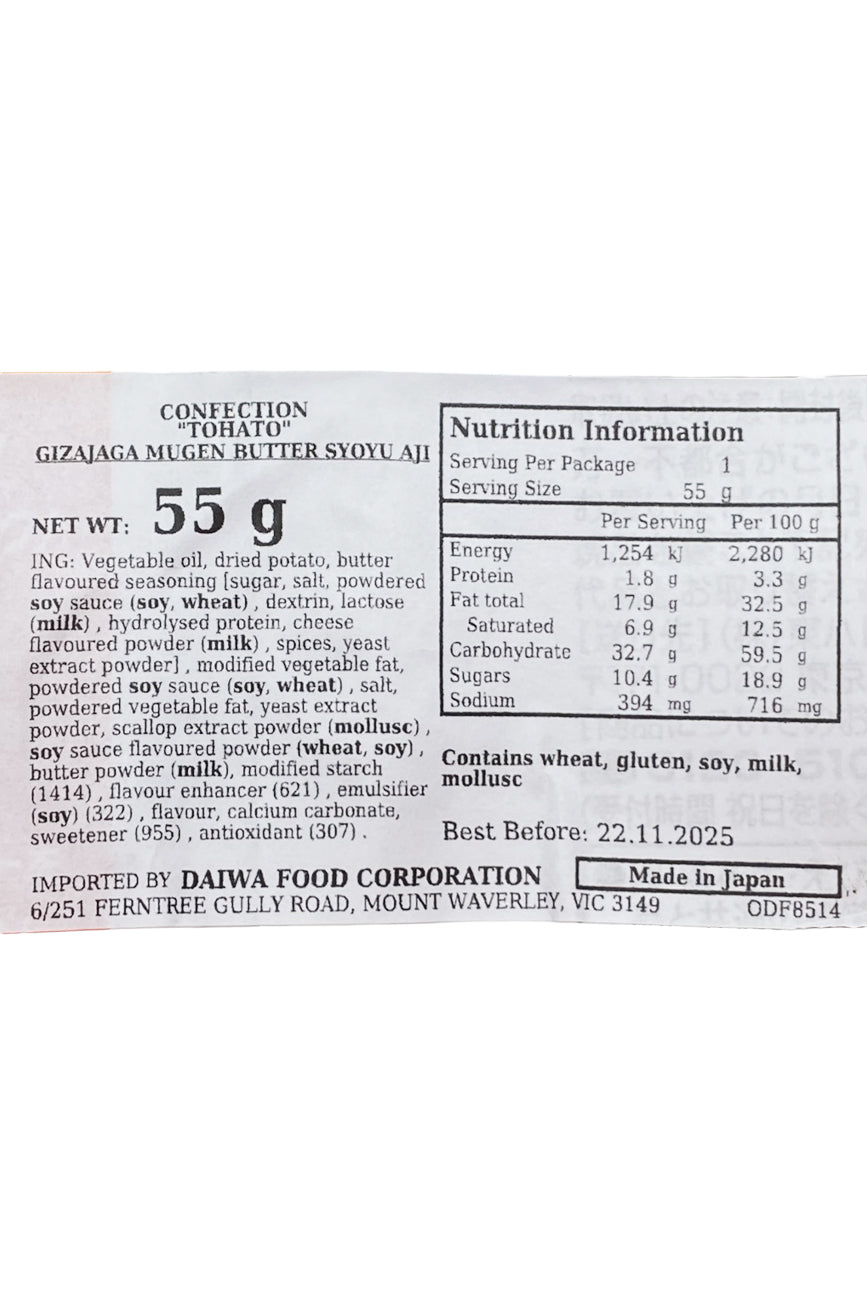 CONFECTION
"TOHATO"
GIZAJAGA MUGEN BUTTER SYOYU AJI
NET WT: 55 g
ING: Vegetable oil, dried potato, butter
flavoured seasoning [sugar, salt, powdered
soy sauce (soy, wheat) , dextrin, lactose
(milk) , hydrolysed protein, cheese
flavoured powder (milk) , spices, yeast
extract powder] , modified vegetable fat,
powdered soy sauce (soy, wheat) , salt,
powdered vegetable fat, yeast extract
powder, scallop extract powder (mollusc) ,
soy sauce flavoured powder (wheat, soy) ,
butter powder (milk), modified starch
(1414) , flavour enhancer (621) , emulsifier
(soy) (322) , flavour, calcium carbonate,
sweetener (955) , antioxidant (307) .
Nutrition Information
Serving Per Package 1
Serving Size 55 g
Per Serving Per 100 g
Energy 1,254 kJ 2,280 kJ
Protein 1.8 g 3.3 g
Fat total 17.9 g 32.5 g
Saturated 6.9 g 12.5 g
Carbohydrate 32.7 g 59.5 g
Sugars 10.4 g 18.9 g
Sodium 394 mg 716 mg
Contains wheat, gluten, soy, milk,
mollusc
Best Before: 22.11.2025
IMPORTED BY DAIWA FOOD CORPORATION
Made in Japan
6/251 FERNTREE GULLY ROAD, MOUNT WAVERLEY, VIC 3149
ODF8514